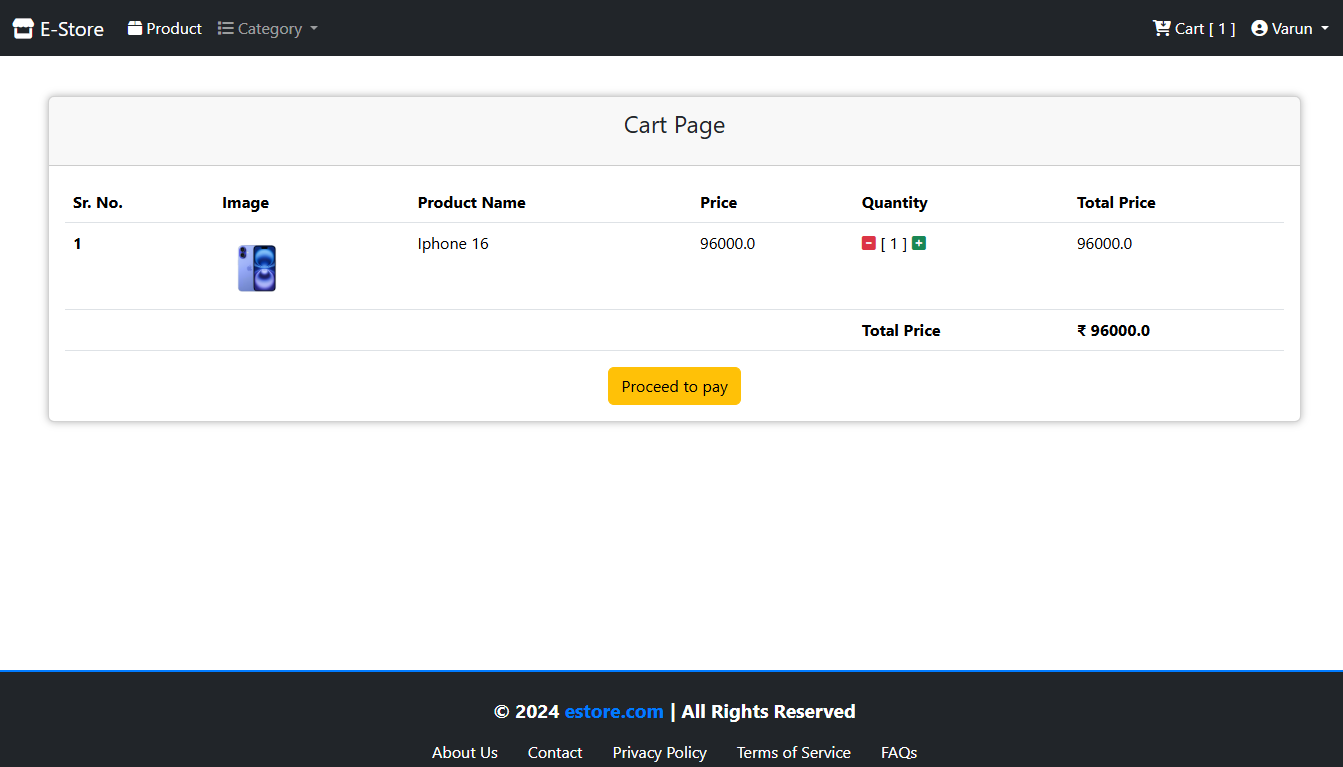 E-Store Product Category Cart [ 1 ] Varun
Cart Page
Sr. No. Image Product Name Price Quantity Total Price
1 Iphone 16 96000.0 [ 1 ] 96000.0
Total Price ₹ 96000.0
Proceed to pay
© 2024 estore.com | All Rights Reserved
About Us Contact Privacy Policy Terms of Service FAQs